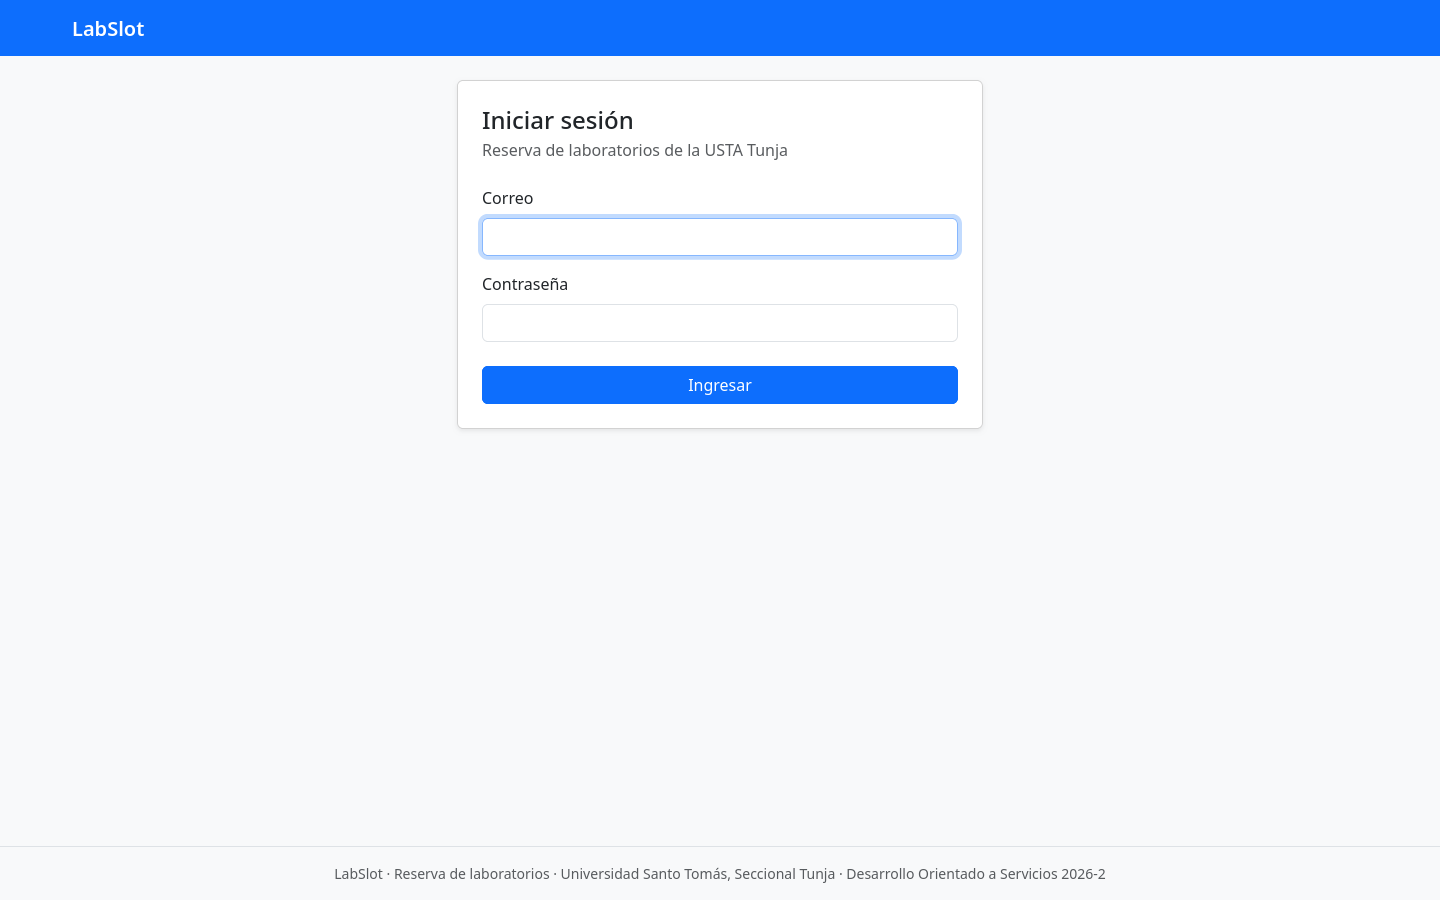 LabSlot
Iniciar sesión
Reserva de laboratorios de la USTA Tunja
Correo
Contraseña
Ingresar
LabSlot · Reserva de laboratorios · Universidad Santo Tomás, Seccional Tunja · Desarrollo Orientado a Servicios 2026-2